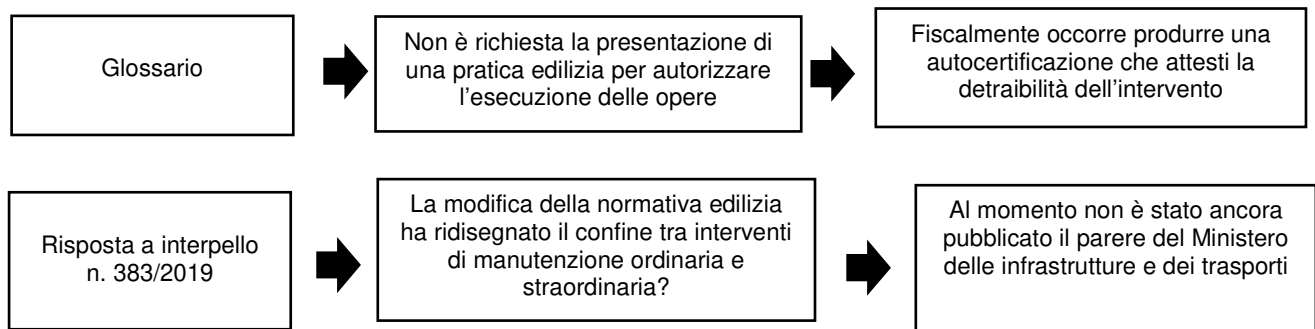 Glossario
Non è richiesta la presentazione di
una pratica edilizia per autorizzare
l'esecuzione delle opere
Fiscalmente occorre produrre una
autocertificazione che attesti la
detraibilità dell'intervento
Risposta a interpello
n. 383/2019
La modifica della normativa edilizia
ha ridisegnato il confine tra interventi
di manutenzione ordinaria e
straordinaria?
Al momento non è stato ancora
pubblicato il parere del Ministero
delle infrastrutture e dei trasporti